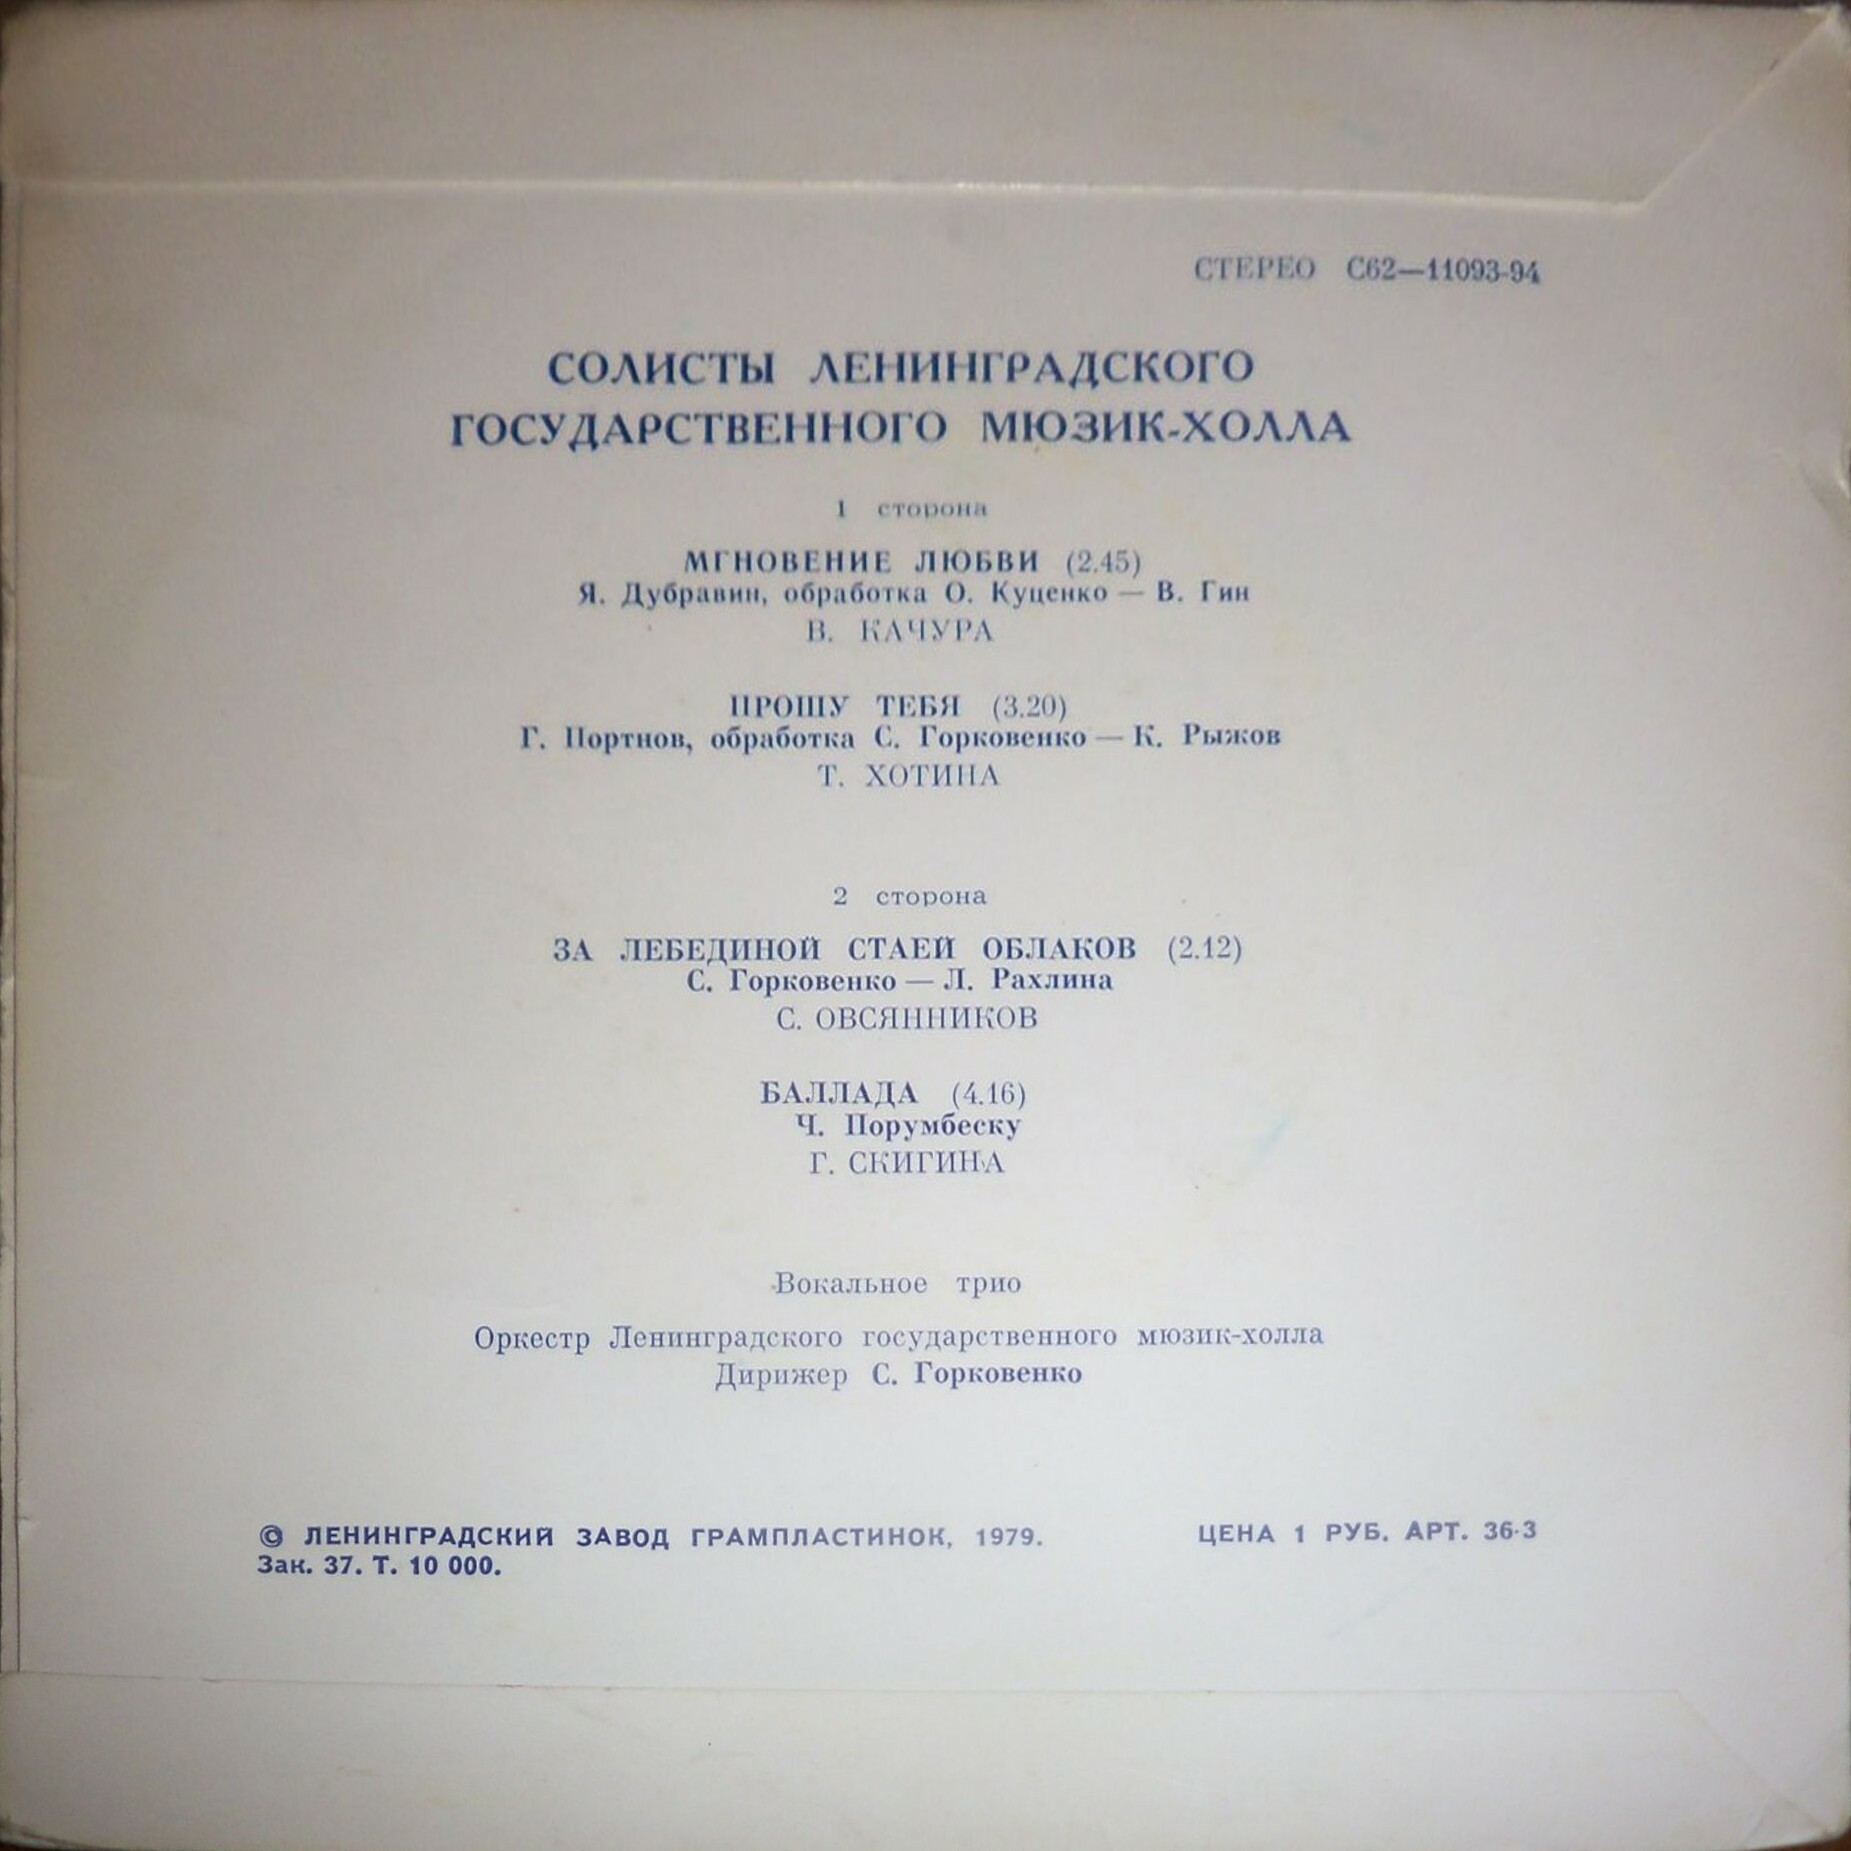 СТЕРЕО С62—11093-94
СОЛИСТЫ ЛЕНИНГРАДСКОГО
ГОСУДАРСТВЕННОГО МЮЗИК-ХОЛЛА
1 сторона
МГНОВЕНИЕ ЛЮБВИ (2.45)
Я. Дубравин, обработка О. Куценко — В. Гин
В. КАЧУРА
ПРОШУ ТЕБЯ (3.20)
Г. Портнов, обработка С. Горковенко — К. Рыжов
Т. ХОТИНА
2 сторона
ЗА ЛЕБЕДИНОЙ СТАЕЙ ОБЛАКОВ (2.12)
С. Горковенко — Л. Рахлина
С. ОВСЯННИКОВ
БАЛЛАДА (4.16)
Ч. Порумбеску
Г. СКИГИНА
Вокальное трио
Оркестр Ленинградского государственного мюзик-холла
Дирижер С. Горковенко
© ЛЕНИНГРАДСКИЙ ЗАВОД ГРАМПЛАСТИНОК, 1979. ЦЕНА 1 РУБ. АРТ. 36-3
Зак. 37. Т. 10 000.